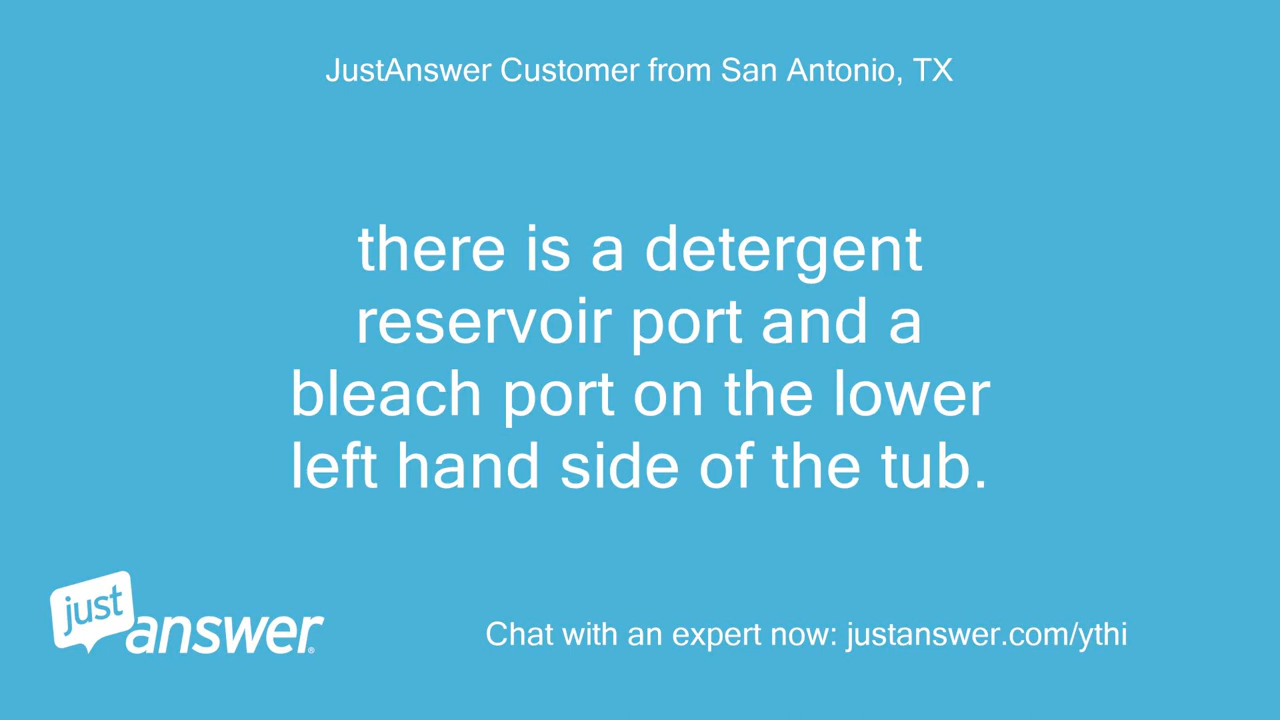 JustAnswer Customer from San Antonio, TX
there is a detergent
reservoir port and a
bleach port on the lower
left hand side of the tub.
just
answer®
Chat with an expert now: justanswer.com/ythi